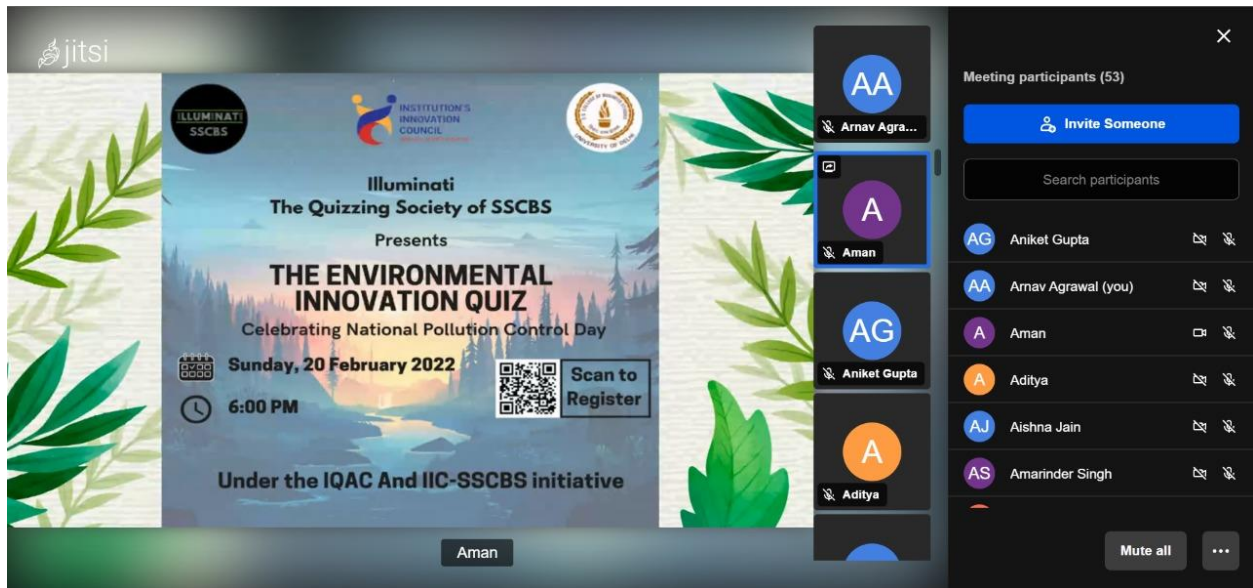 jitsi
ILLUMINATI
SSCBS
INSTITUTION'S
INNOVATION
COUNCIL
UNIVERSITY OF DELHI
Illuminati
The Quizzing Society of SSCBS
Presents
THE ENVIRONMENTAL
INNOVATION QUIZ
Celebrating National Pollution Control Day
Sunday, 20 February 2022
6:00 PM
Scan to
Register
Under the IQAC And IIC-SSCBS initiative
Aman
AA
Arnav Agra...
A
Aman
AG
Aniket Gupta
A
Aditya
Meeting participants (53)
Invite Someone
Search participants
AG Aniket Gupta
AA Arnav Agrawal (you)
A Aman
A Aditya
AJ Aishna Jain
AS Amarinder Singh
Mute all